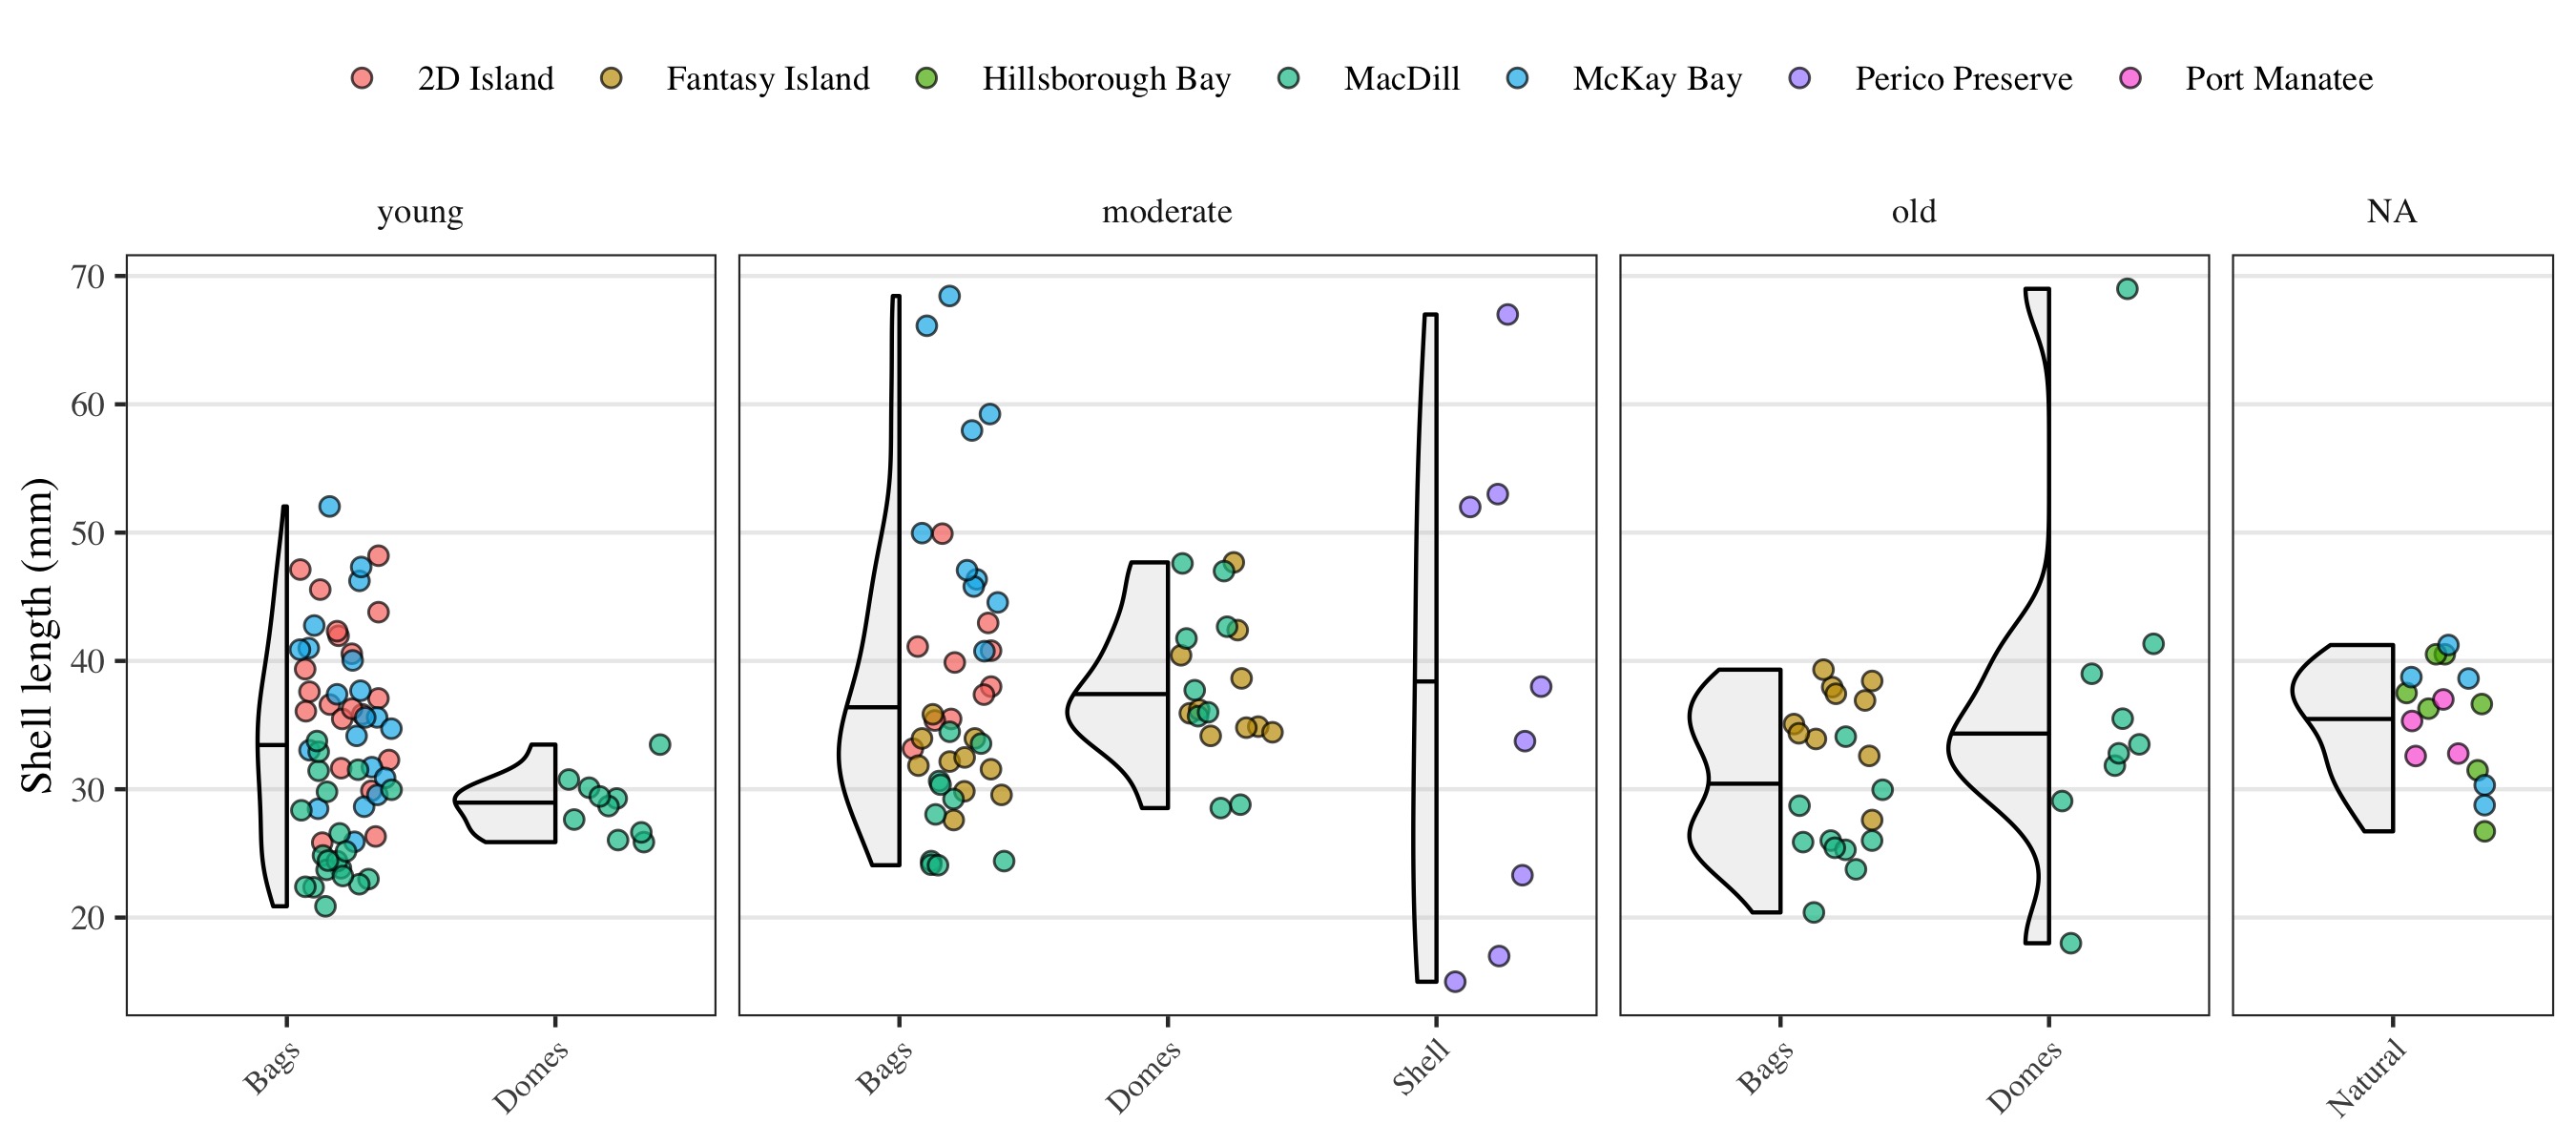 2D Island Fantasy Island Hillsborough Bay MacDill McKay Bay Perico Preserve Port Manatee
young moderate old NA
Shell length (mm)
70
60
50
40
30
20
Bags Domes Bags Domes Shell Bags Domes Natural